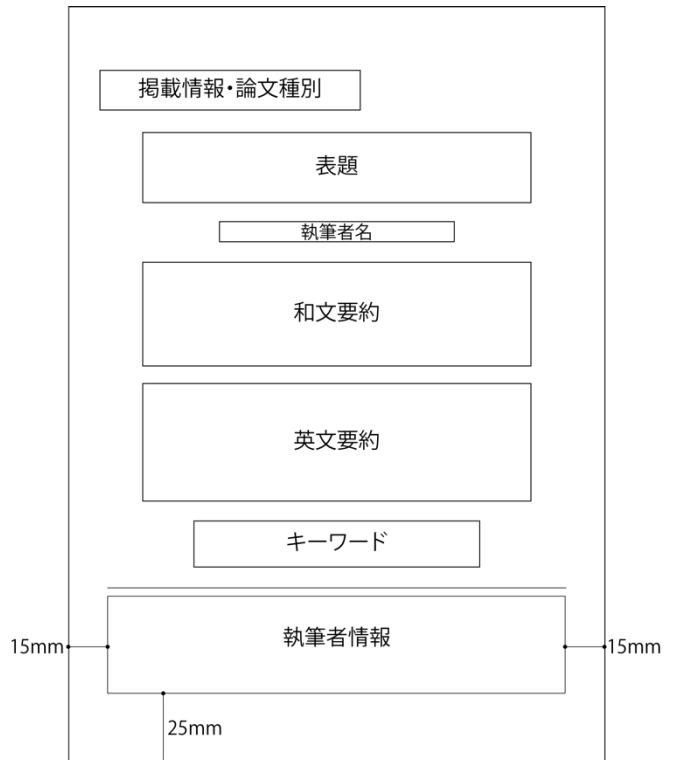 掲載情報・論文種別
表題
執筆者名
和文要約
英文要約
キーワード
執筆者情報
15mm
15mm
25mm